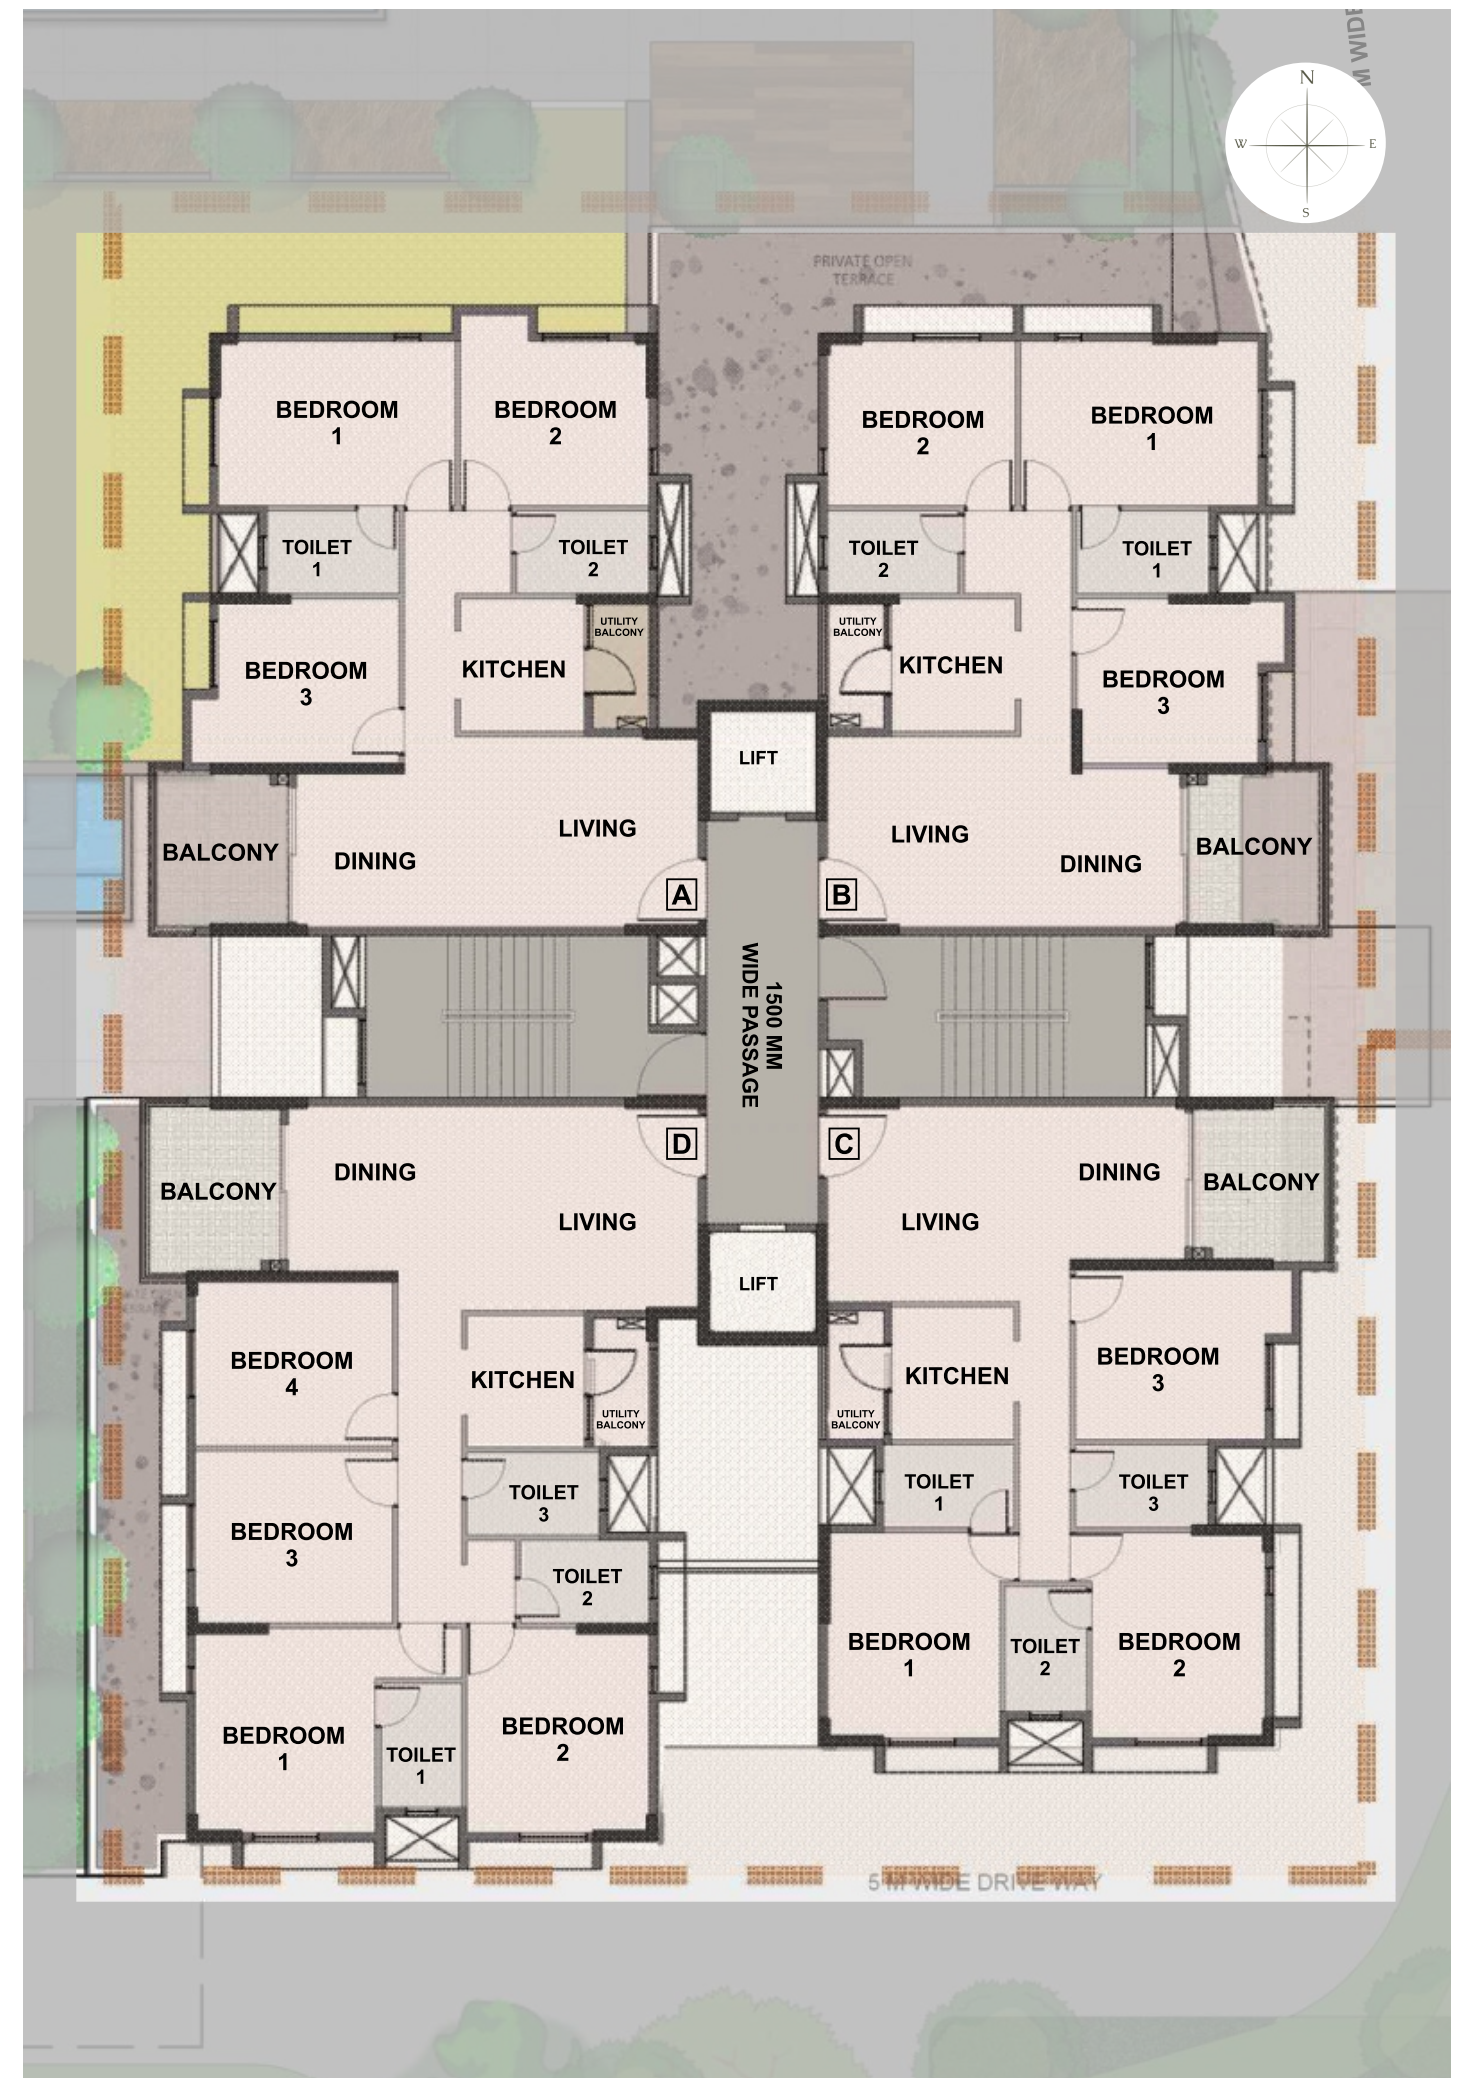 M WIDE
N
W
E
S
PRIVATE OPEN
TERRACE
BEDROOM
1
BEDROOM
2
BEDROOM
2
BEDROOM
1
TOILET
1
TOILET
2
TOILET
2
TOILET
1
UTILITY
BALCONY
UTILITY
BALCONY
BEDROOM
3
KITCHEN
KITCHEN
BEDROOM
3
LIFT
LIVING
LIVING
BALCONY
DINING
DINING
BALCONY
A
B
1500 MM
WIDE PASSAGE
D
C
DINING
DINING
BALCONY
BALCONY
LIVING
LIVING
LIFT
BEDROOM
4
KITCHEN
KITCHEN
BEDROOM
3
UTILITY
BALCONY
UTILITY
BALCONY
TOILET
3
TOILET
1
TOILET
3
BEDROOM
3
TOILET
2
BEDROOM
1
TOILET
2
BEDROOM
2
BEDROOM
1
TOILET
1
BEDROOM
2
5 M WIDE DRIVE WAY